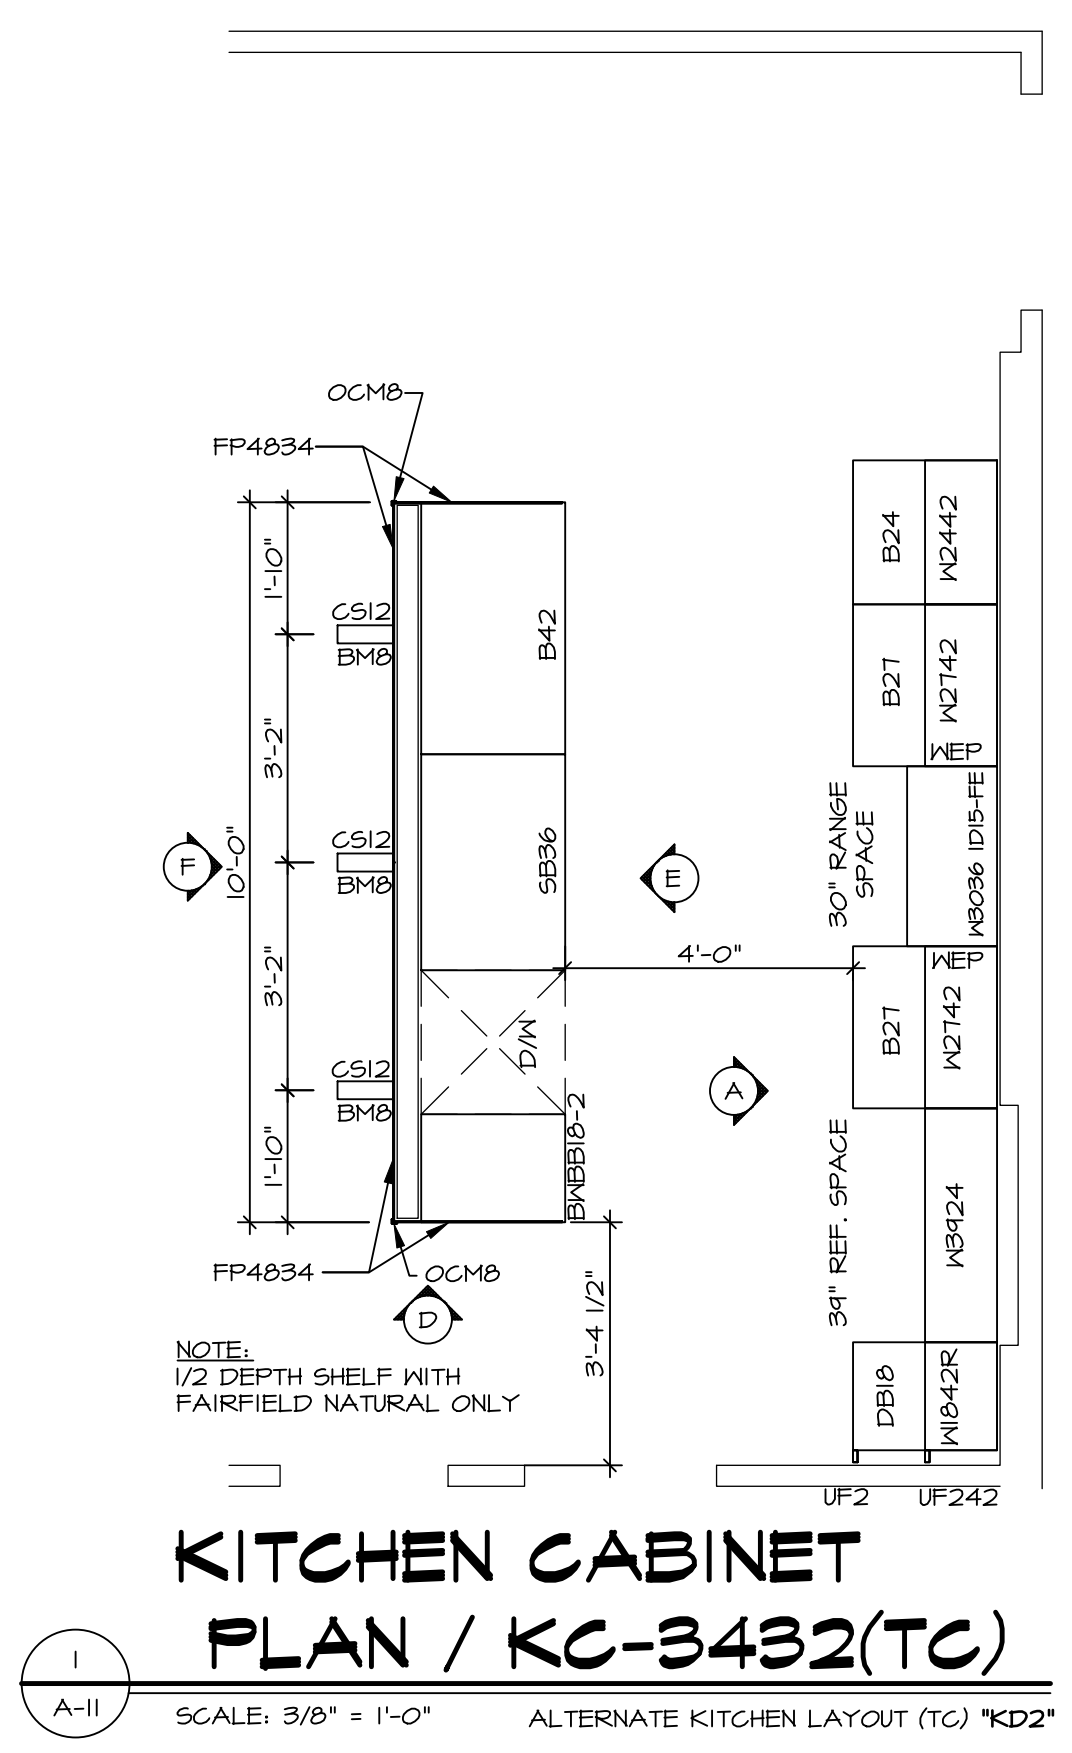 OCM8
FP4834
1'-10"
CS12
BM8
B42
B24
W2442
3'-2"
B27
W2742
WEP
F
10'-0"
CS12
BM8
SB36
E
30" RANGE
SPACE
W3036 1D15-FE
4'-0"
WEP
3'-2"
D/W
B27
W2742
CS12
BM8
A
1'-10"
BWBB18-2
39" REF. SPACE
W3924
FP4834
OCM8
D
3'-4 1/2"
NOTE:
1/2 DEPTH SHELF WITH
FAIRFIELD NATURAL ONLY
DB18
W1842R
UF2
UF242
KITCHEN CABINET
PLAN / KC-3432(TC)
1
A-11
SCALE: 3/8" = 1'-0"
ALTERNATE KITCHEN LAYOUT (TC) "KD2"